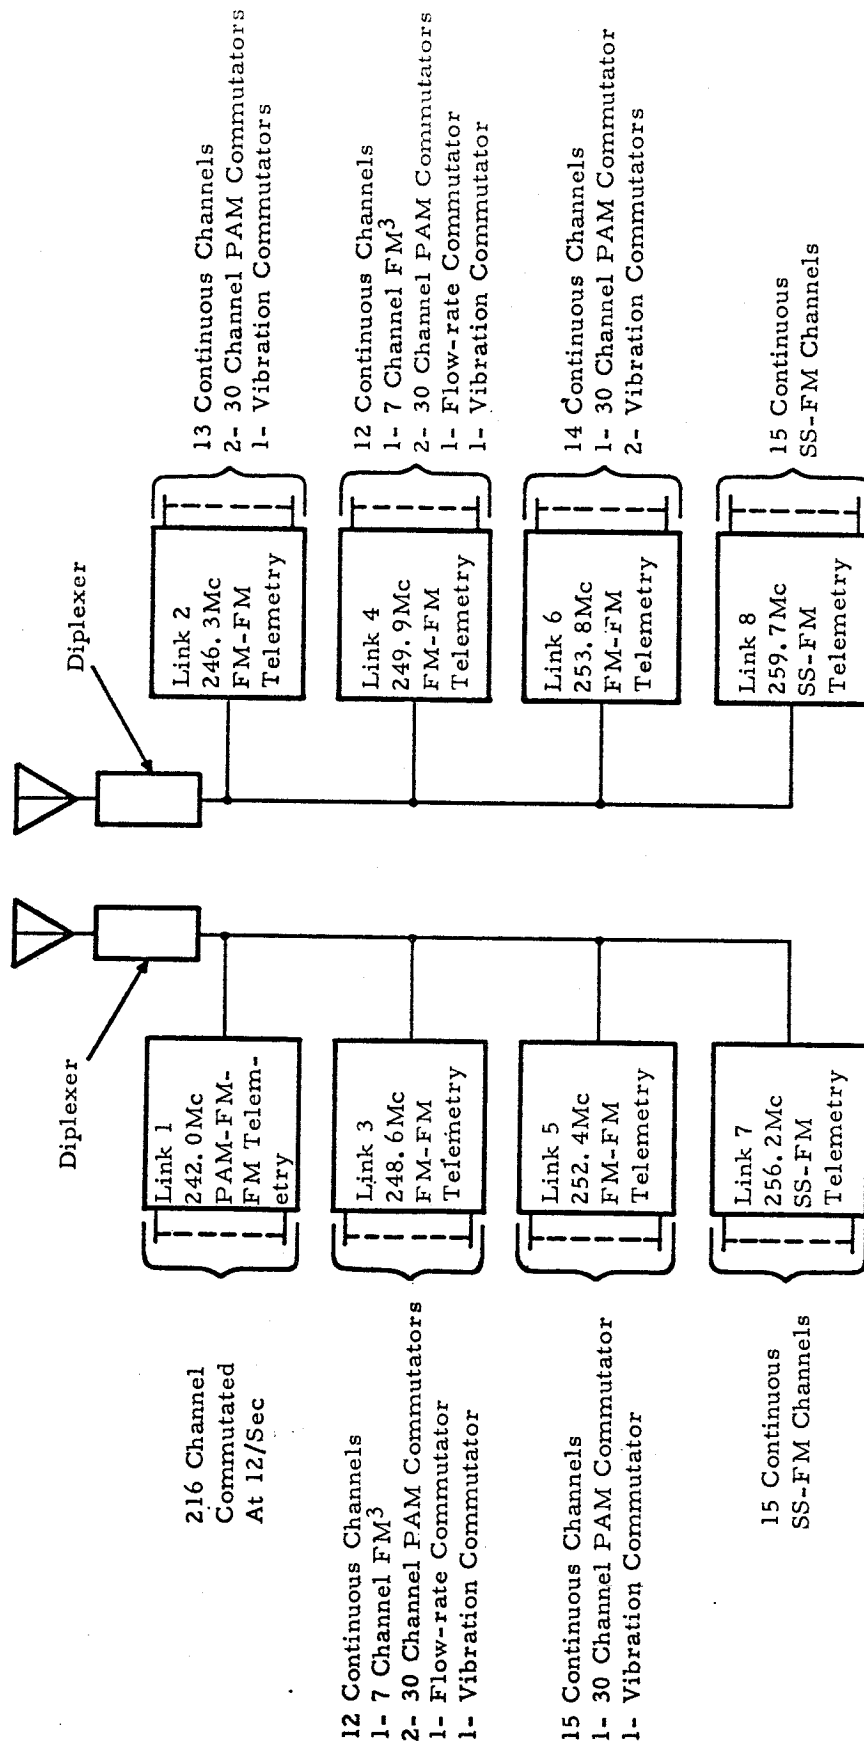 Diplexer
Diplexer
Link 1
242.0Mc
PAM-FM-
FM Telem-
etry
216 Channel
Commutated
At 12/Sec
Link 2
246.3Mc
FM-FM
Telemetry
13 Continuous Channels
2- 30 Channel PAM Commutators
1- Vibration Commutators
Link 3
248.6Mc
FM-FM
Telemetry
12 Continuous Channels
1- 7 Channel FM³
2- 30 Channel PAM Commutators
1- Flow-rate Commutator
1- Vibration Commutator
Link 4
249.9Mc
FM-FM
Telemetry
12 Continuous Channels
1- 7 Channel FM³
2- 30 Channel PAM Commutators
1- Flow-rate Commutator
1- Vibration Commutator
Link 5
252.4Mc
FM-FM
Telemetry
15 Continuous Channels
1- 30 Channel PAM Commutator
1- Vibration Commutator
Link 6
253.8Mc
FM-FM
Telemetry
14 Continuous Channels
1- 30 Channel PAM Commutator
2- Vibration Commutators
Link 7
256.2Mc
SS-FM
Telemetry
15 Continuous
SS-FM Channels
Link 8
259.7Mc
SS-FM
Telemetry
15 Continuous
SS-FM Channels